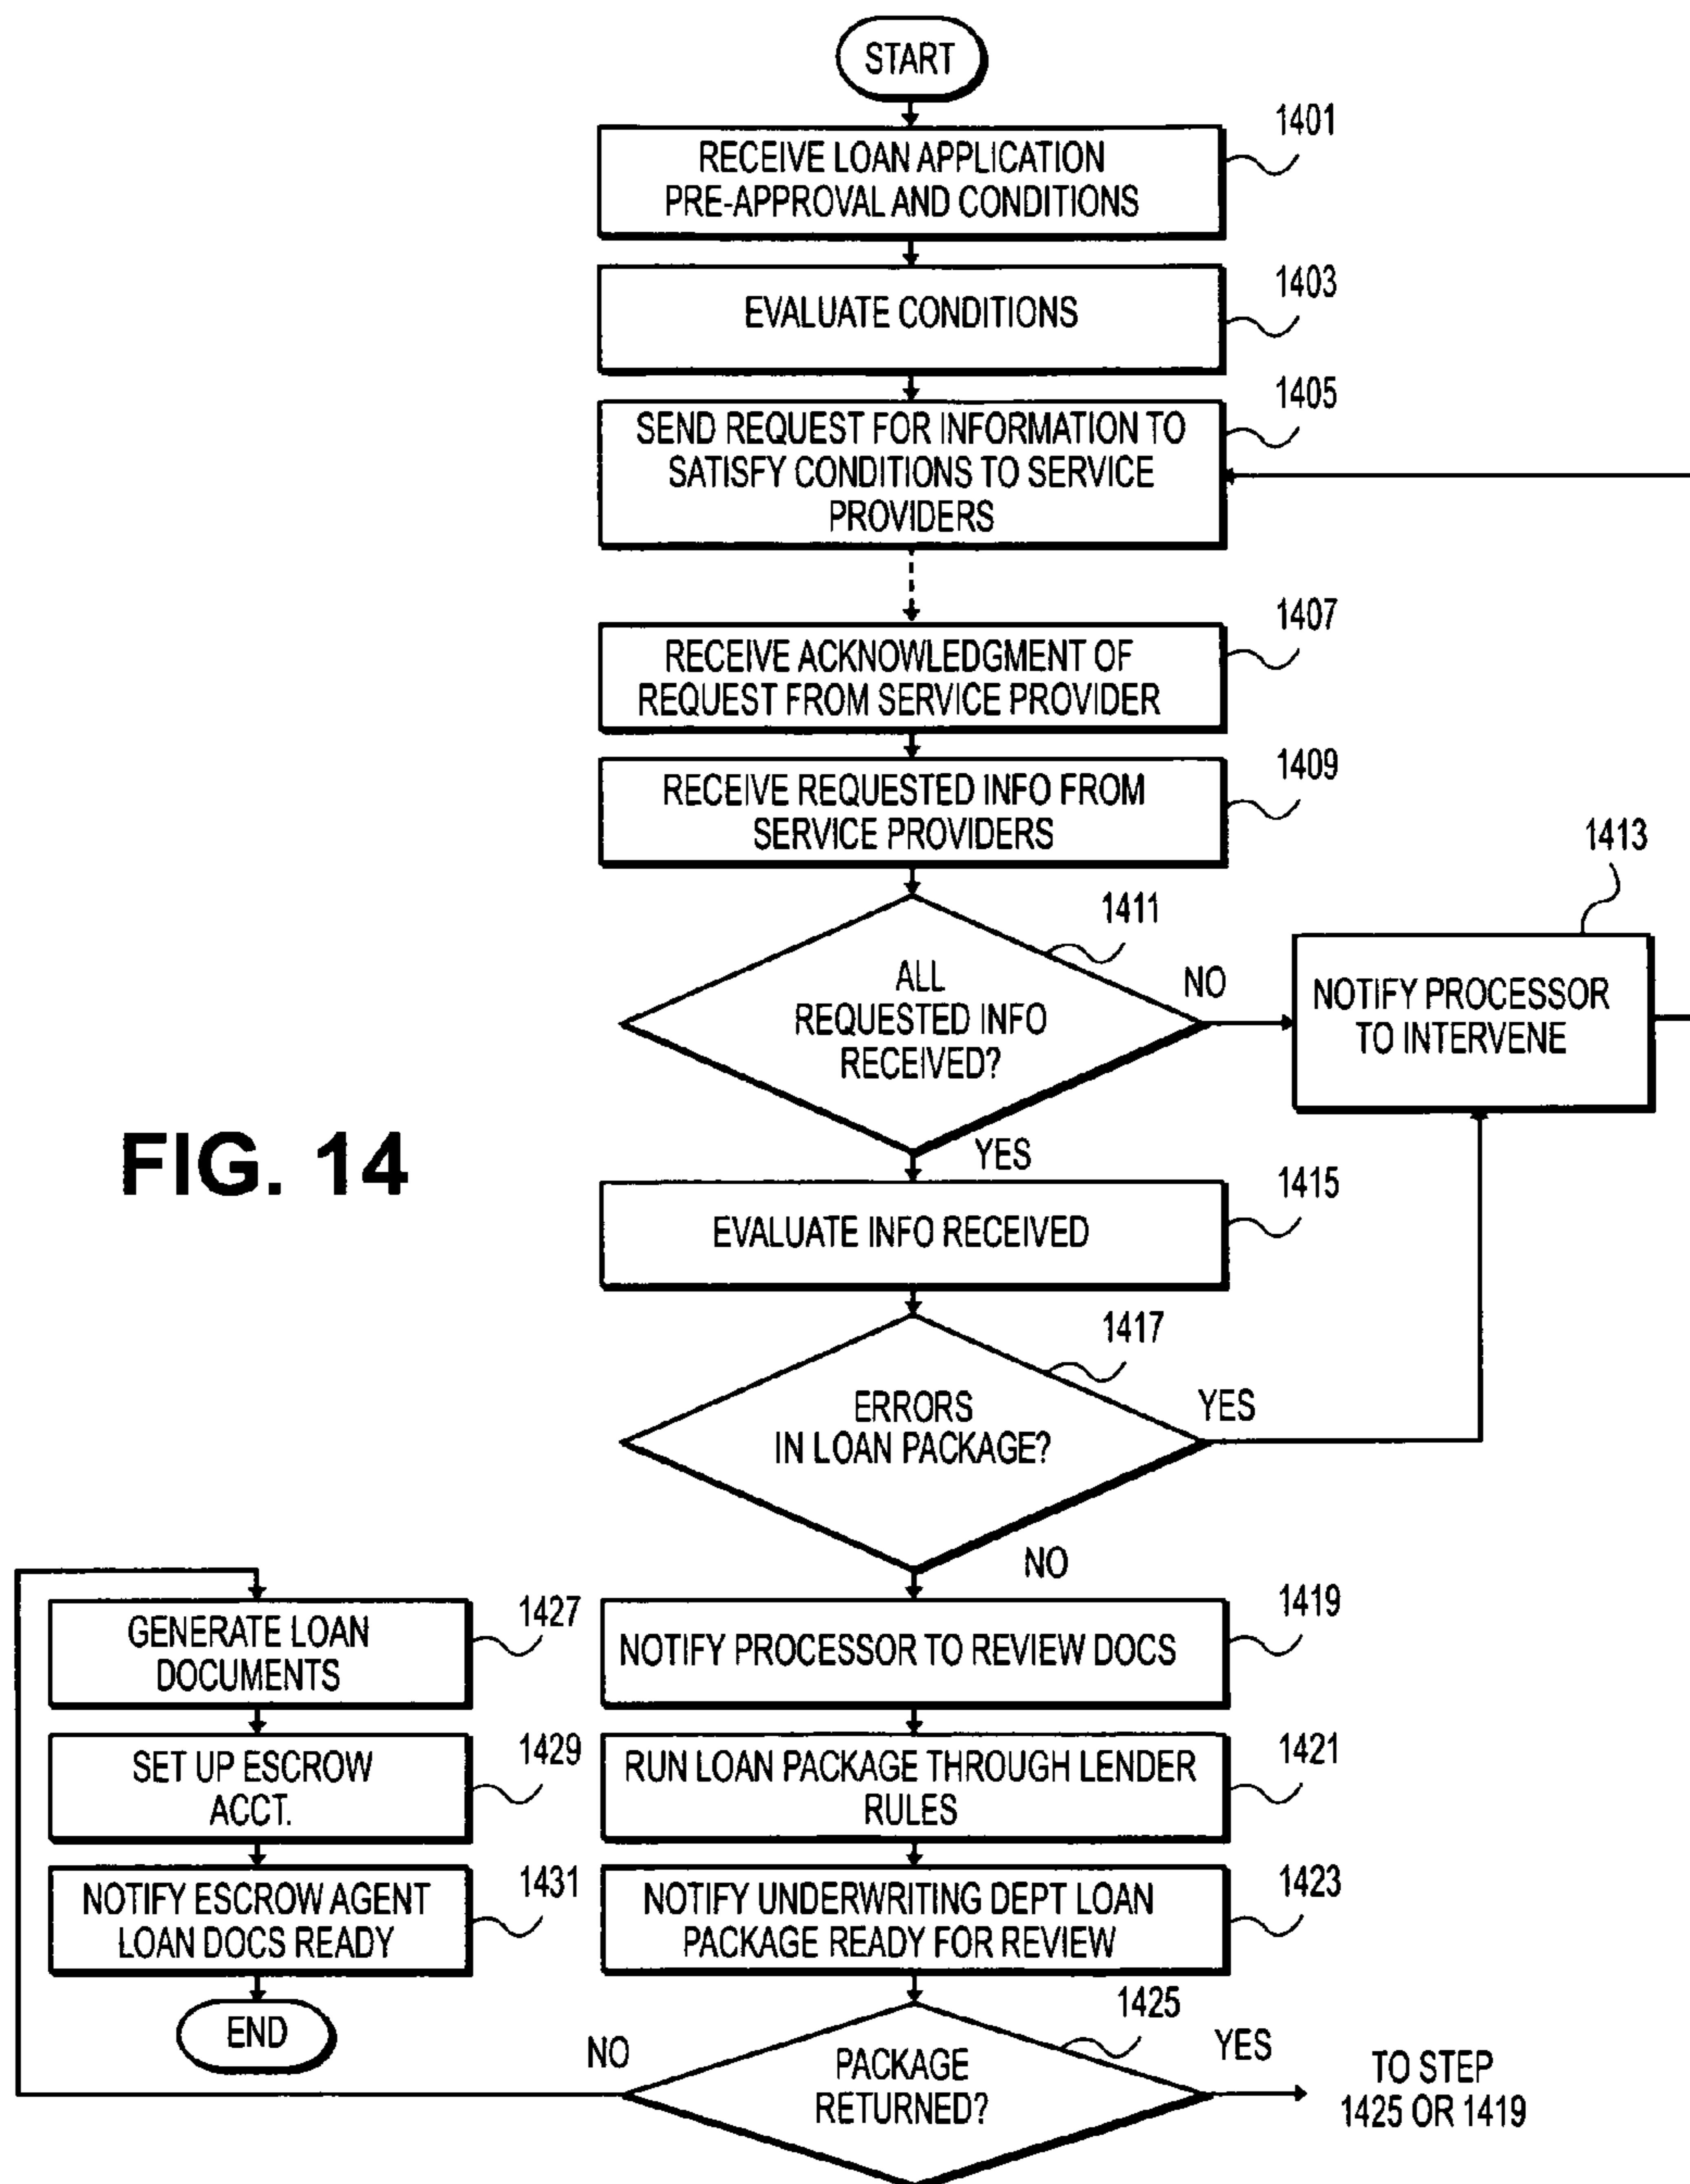 START
1401
RECEIVE LOAN APPLICATION
PRE-APPROVAL AND CONDITIONS
1403
EVALUATE CONDITIONS
1405
SEND REQUEST FOR INFORMATION TO
SATISFY CONDITIONS TO SERVICE
PROVIDERS
1407
RECEIVE ACKNOWLEDGMENT OF
REQUEST FROM SERVICE PROVIDER
1409
RECEIVE REQUESTED INFO FROM
SERVICE PROVIDERS
1411
ALL
REQUESTED INFO
RECEIVED?
NO
1413
NOTIFY PROCESSOR
TO INTERVENE
FIG. 14
YES
1415
EVALUATE INFO RECEIVED
1417
ERRORS
IN LOAN PACKAGE?
YES
NO
1419
NOTIFY PROCESSOR TO REVIEW DOCS
1421
RUN LOAN PACKAGE THROUGH LENDER
RULES
1423
NOTIFY UNDERWRITING DEPT LOAN
PACKAGE READY FOR REVIEW
1425
PACKAGE
RETURNED?
YES
TO STEP
1425 OR 1419
NO
1427
GENERATE LOAN
DOCUMENTS
1429
SET UP ESCROW
ACCT.
1431
NOTIFY ESCROW AGENT
LOAN DOCS READY
END